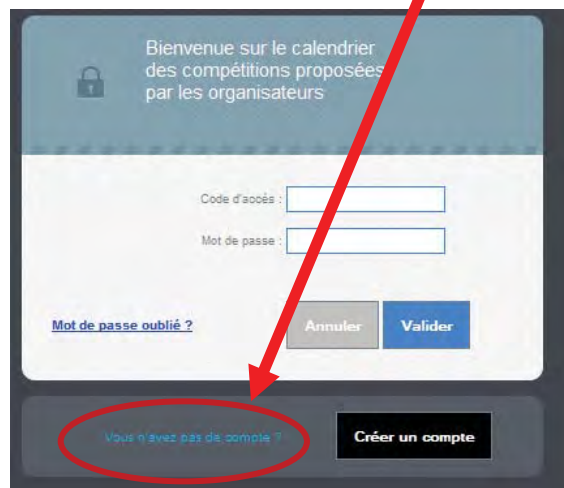 Bienvenue sur le calendrier
des compétitions proposées
par les organisateurs
Code d'accès :
Mot de passe :
Mot de passe oublié ?
Annuler
Valider
Vous n'avez pas de compte ?
Créer un compte